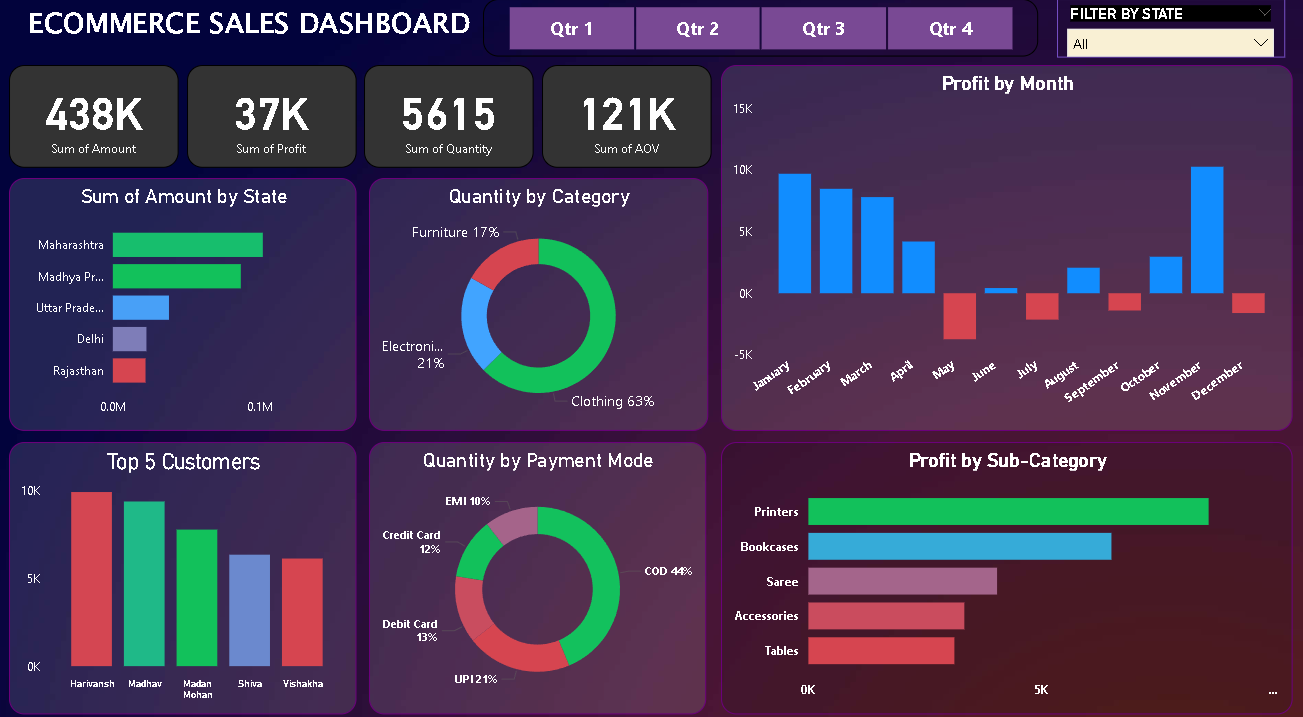 ECOMMERCE SALES DASHBOARD
Qtr 1
Qtr 2
Qtr 3
Qtr 4
FILTER BY STATE
All
438K
Sum of Amount
37K
Sum of Profit
5615
Sum of Quantity
121K
Sum of AOV
Profit by Month
15K
10K
5K
0K
-5K
January
February
March
April
May
June
July
August
September
October
November
December
Sum of Amount by State
Maharashtra
Madhya Pr...
Uttar Prade...
Delhi
Rajasthan
0.0M
0.1M
Quantity by Category
Furniture 17%
Electroni...
21%
Clothing 63%
Top 5 Customers
10K
5K
0K
Harivansh
Madhav
Madan
Mohan
Shiva
Vishakha
Quantity by Payment Mode
EMI 10%
Credit Card
12%
COD 44%
Debit Card
13%
UPI 21%
Profit by Sub-Category
Printers
Bookcases
Saree
Accessories
Tables
0K
5K
...